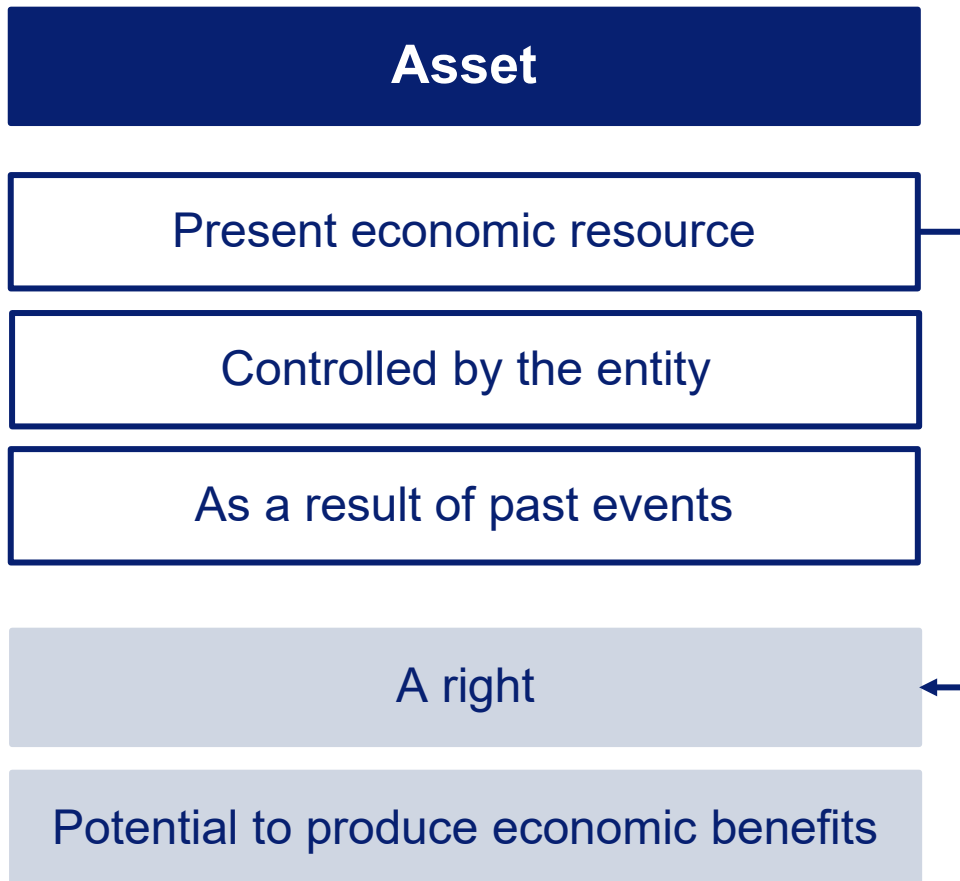 Asset
Present economic resource
Controlled by the entity
As a result of past events
A right
Potential to produce economic benefits